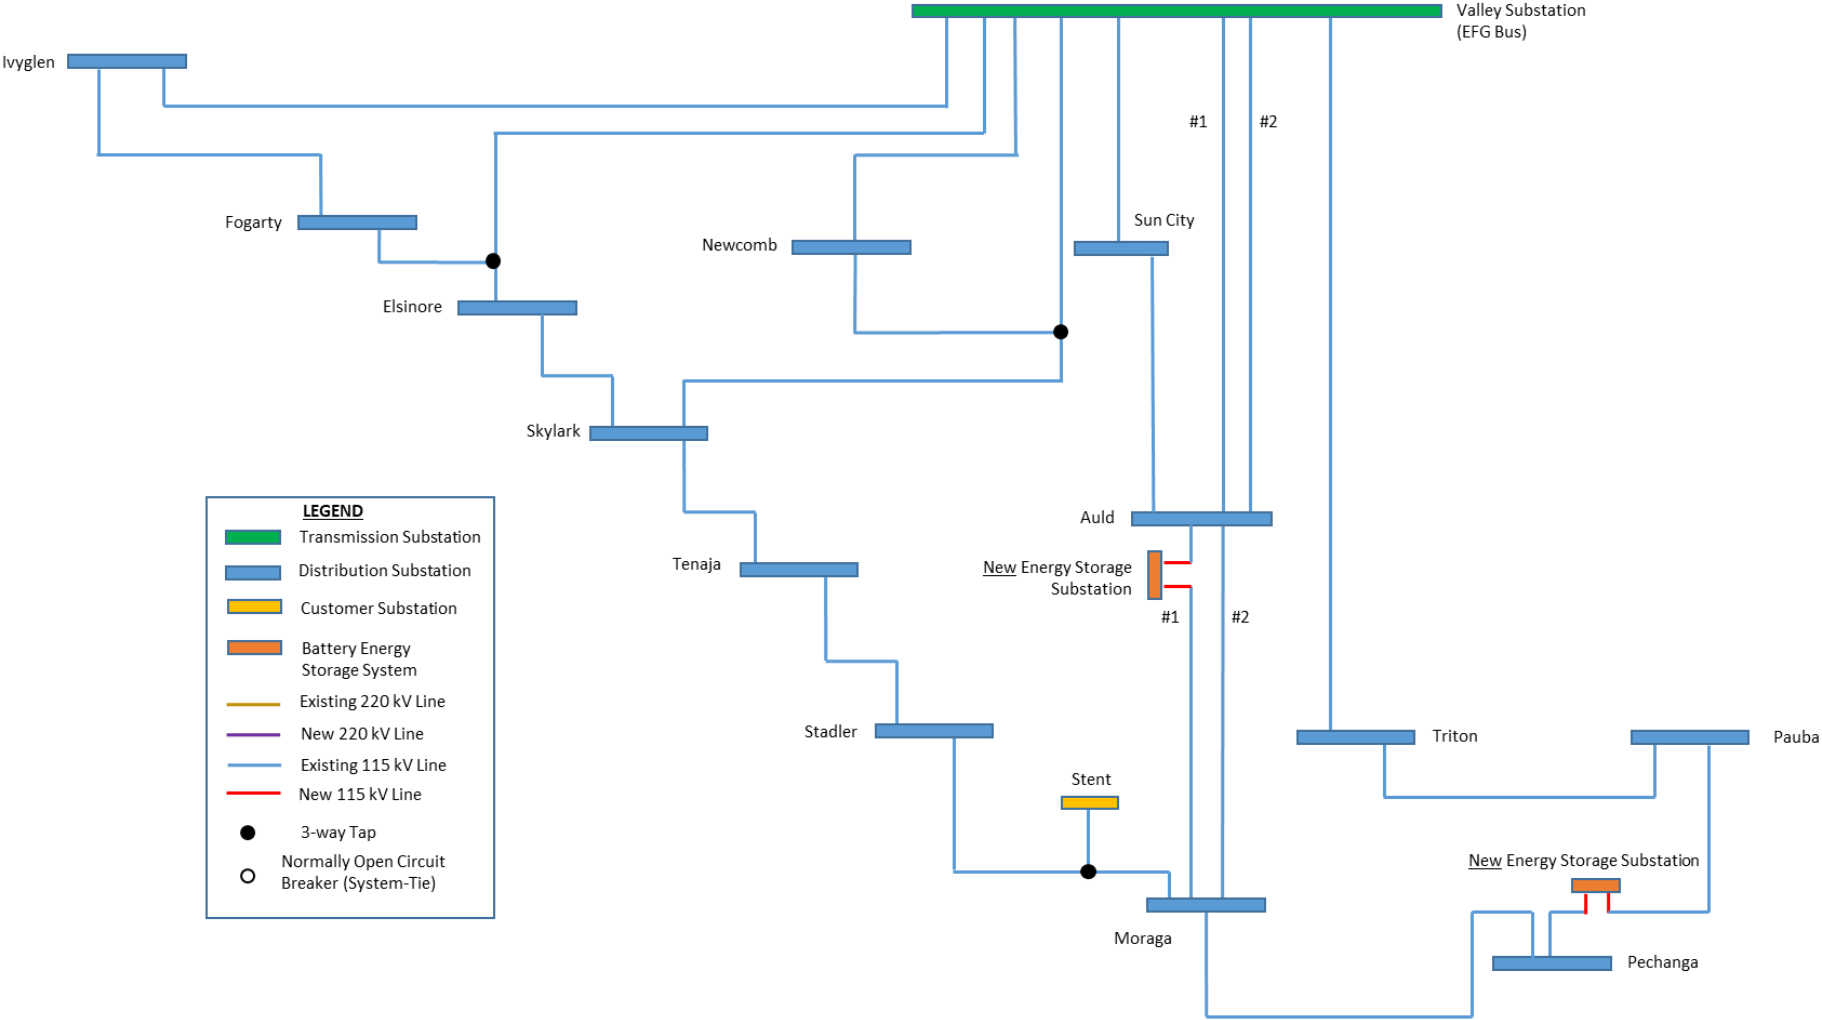 Valley Substation
(EFG Bus)
Ivyglen
#1
#2
Sun City
Fogarty
Newcomb
Elsinore
Skylark
LEGEND
Transmission Substation
Distribution Substation
Customer Substation
Battery Energy
Storage System
Existing 220 kV Line
New 220 kV Line
Existing 115 kV Line
New 115 kV Line
3-way Tap
Normally Open Circuit
Breaker (System-Tie)
Auld
New Energy Storage
Substation
#1
#2
Tenaja
Stadler
Triton
Pauba
Stent
New Energy Storage Substation
Moraga
Pechanga